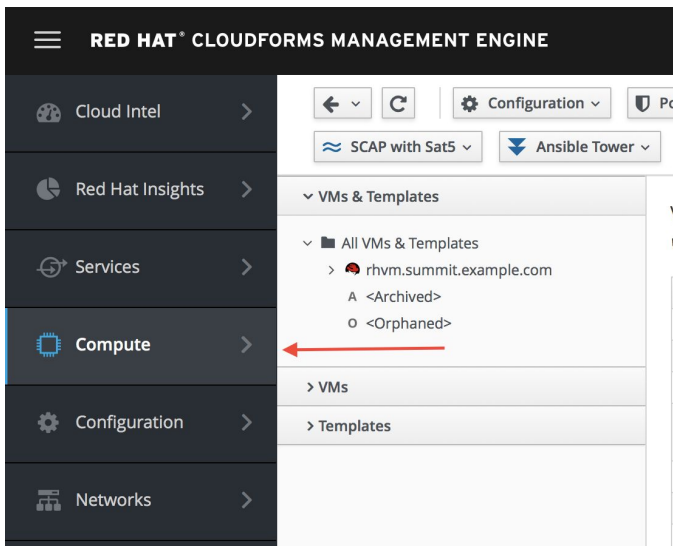 RED HAT® CLOUDFORMS MANAGEMENT ENGINE
Cloud Intel
Red Hat Insights
Services
Compute
Configuration
Networks
Configuration
SCAP with Sat5
Ansible Tower
VMs & Templates
All VMs & Templates
rhvm.summit.example.com
A <Archived>
O <Orphaned>
VMs
Templates